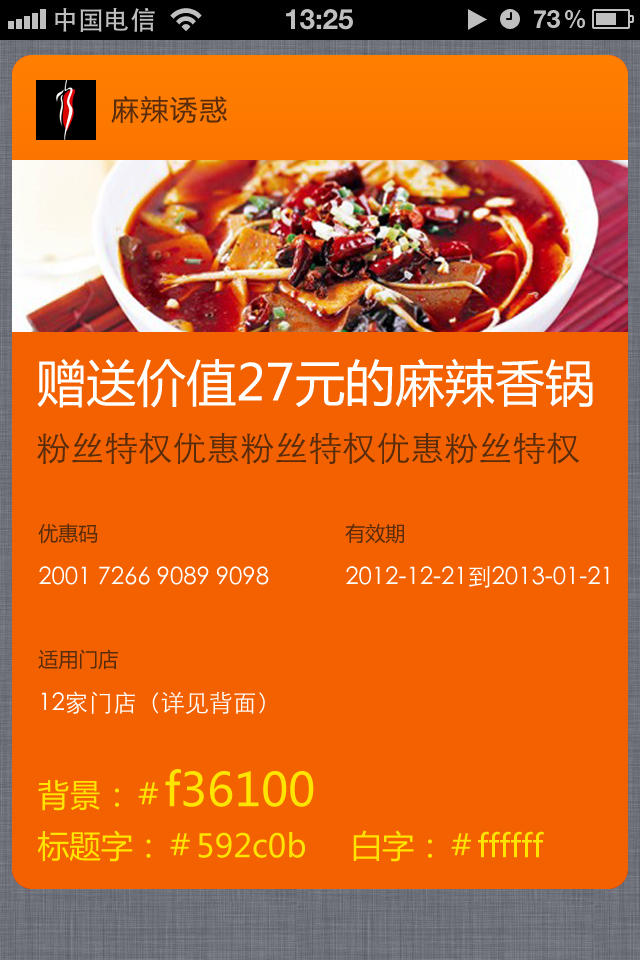 中国电信 13:25 73%
麻辣诱惑
赠送价值27元的麻辣香锅
粉丝特权优惠粉丝特权优惠粉丝特权
优惠码 有效期
2001 7266 9089 9098 2012-12-21到2013-01-21
适用门店
12家门店（详见背面）
背景：#f36100
标题字：#592c0b 白字：#ffffff